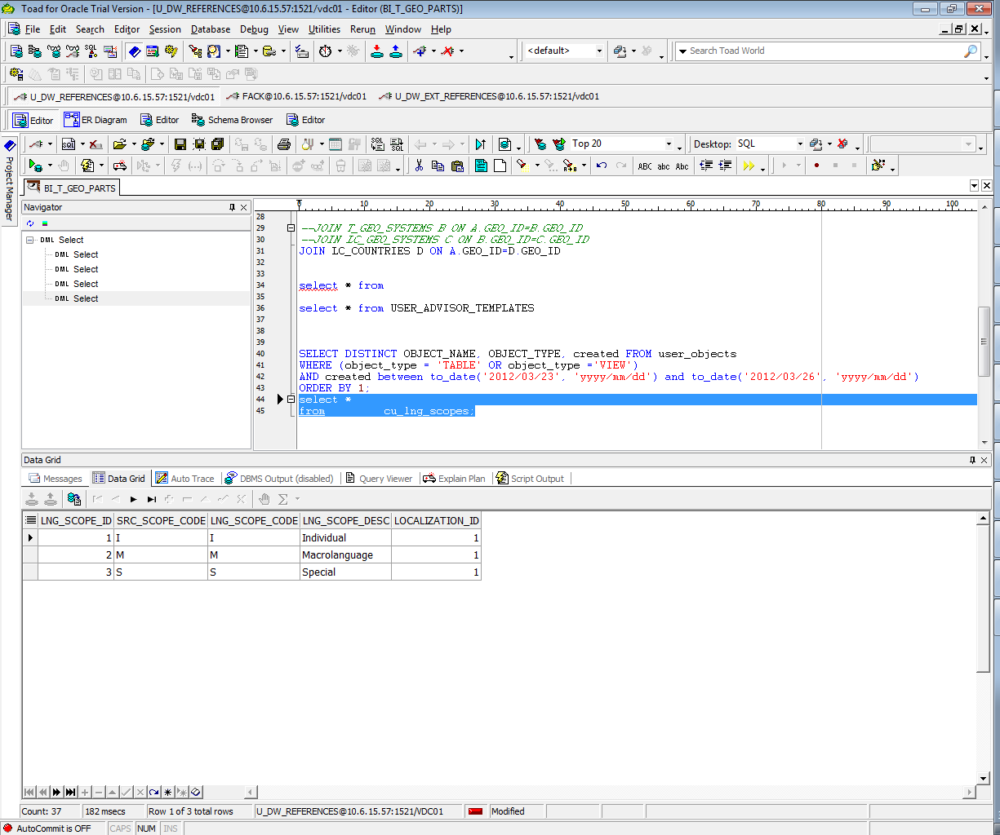 Toad for Oracle Trial Version - [U_DW_REFERENCES@10.6.15.57:1521/vdc01 - Editor (BI_T_GEO_PARTS)]
File Edit Search Editor Session Database Debug View Utilities Rerun Window Help
SQL <default> Search Toad World
U_DW_REFERENCES@10.6.15.57:1521/vdc01 FACK@10.6.15.57:1521/vdc01 U_DW_EXT_REFERENCES@10.6.15.57:1521/vdc01
Editor ER Diagram Editor Schema Browser Editor
SQL SQL SQL Top 20 Desktop: SQL
ABC abc Abc
Project Manager
BI_T_GEO_PARTS
Navigator
DML Select
DML Select
DML Select
DML Select
DML Select
0 10 20 30 40 50 60 70 80 90 100
28
29 --JOIN T_GEO_SYSTEMS B ON A.GEO_ID=B.GEO_ID
30 --JOIN LC_GEO_SYSTEMS C ON B.GEO_ID=C.GEO_ID
31 JOIN LC_COUNTRIES D ON A.GEO_ID=D.GEO_ID
32
33
34 select * from
35
36 select * from USER_ADVISOR_TEMPLATES
37
38
39
40 SELECT DISTINCT OBJECT_NAME, OBJECT_TYPE, created FROM user_objects
41 WHERE (object_type = 'TABLE' OR object_type ='VIEW')
42 AND created between to_date('2012/03/23', 'yyyy/mm/dd') and to_date('2012/03/26', 'yyyy/mm/dd')
43 ORDER BY 1;
44 select *
45 from cu_lng_scopes;
Data Grid
Messages Data Grid Auto Trace DBMS Output (disabled) Query Viewer Explain Plan Script Output
LNG_SCOPE_ID SRC_SCOPE_CODE LNG_SCOPE_CODE LNG_SCOPE_DESC LOCALIZATION_ID
1 I I Individual 1
2 M M Macrolanguage 1
3 S S Special 1
Count: 37 182 msecs Row 1 of 3 total rows U_DW_REFERENCES@10.6.15.57:1521/VDC01 Modified
AutoCommit is OFF CAPS NUM INS